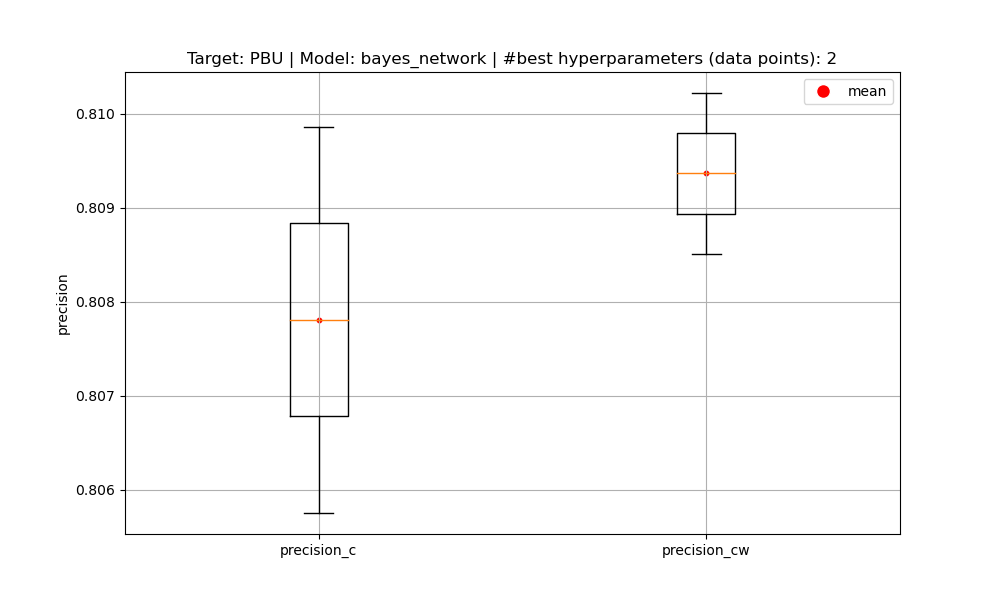 Target: PBU | Model: bayes_network | #best hyperparameters (data points): 2
mean
0.810
0.809
0.808
0.807
0.806
precision
precision_c
precision_cw